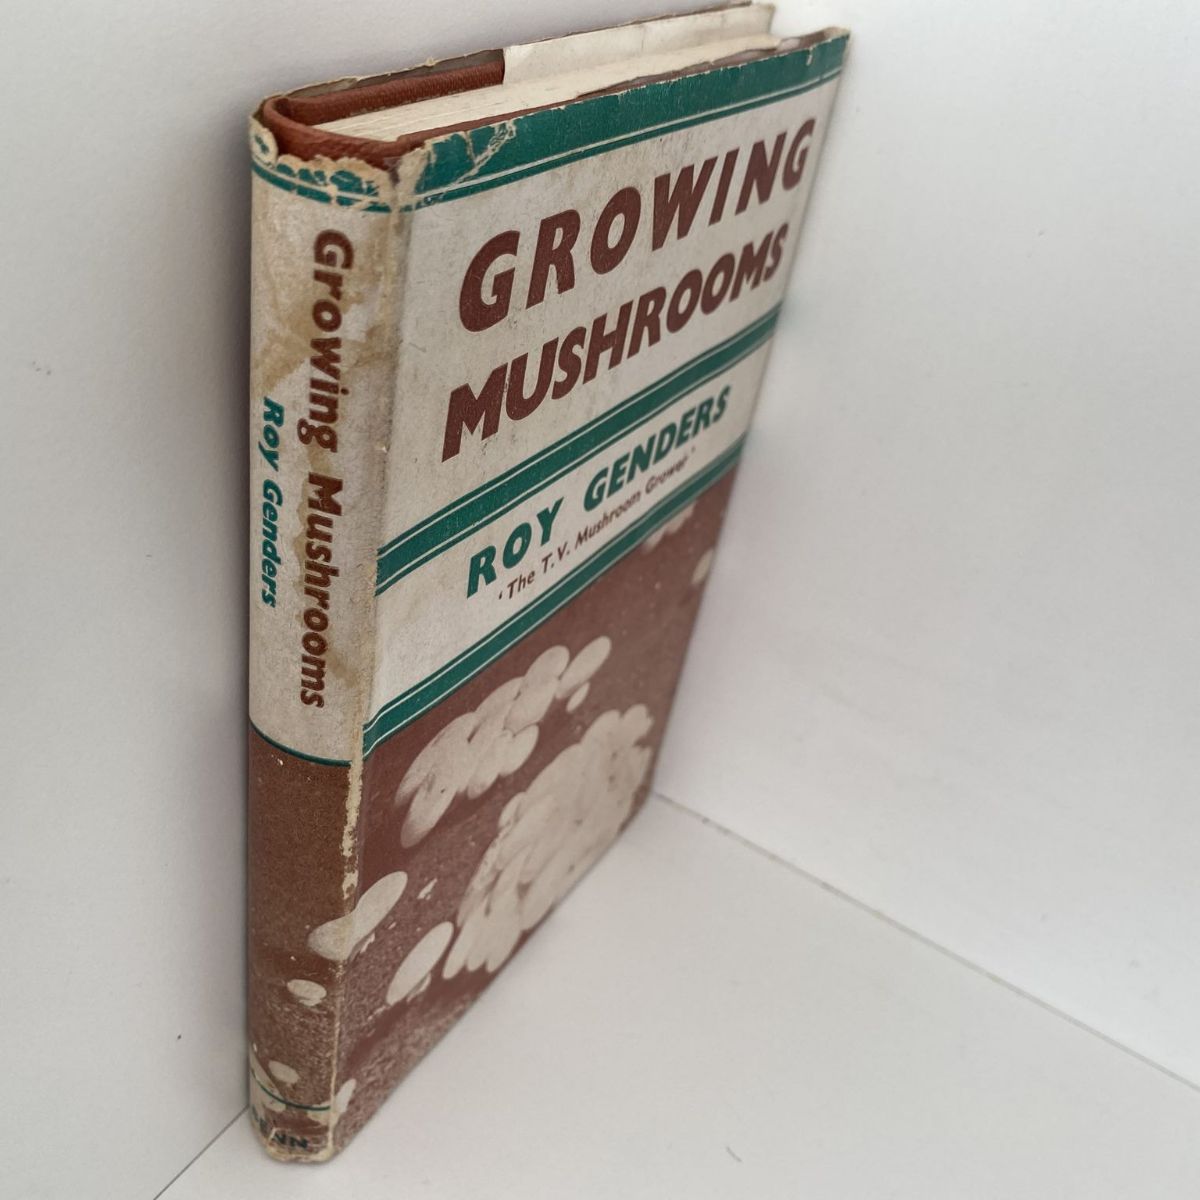 GROWING
MUSHROOMS
ROY GENDERS
'The T.V. Mushroom Grower'
Growing Mushrooms
Roy Genders